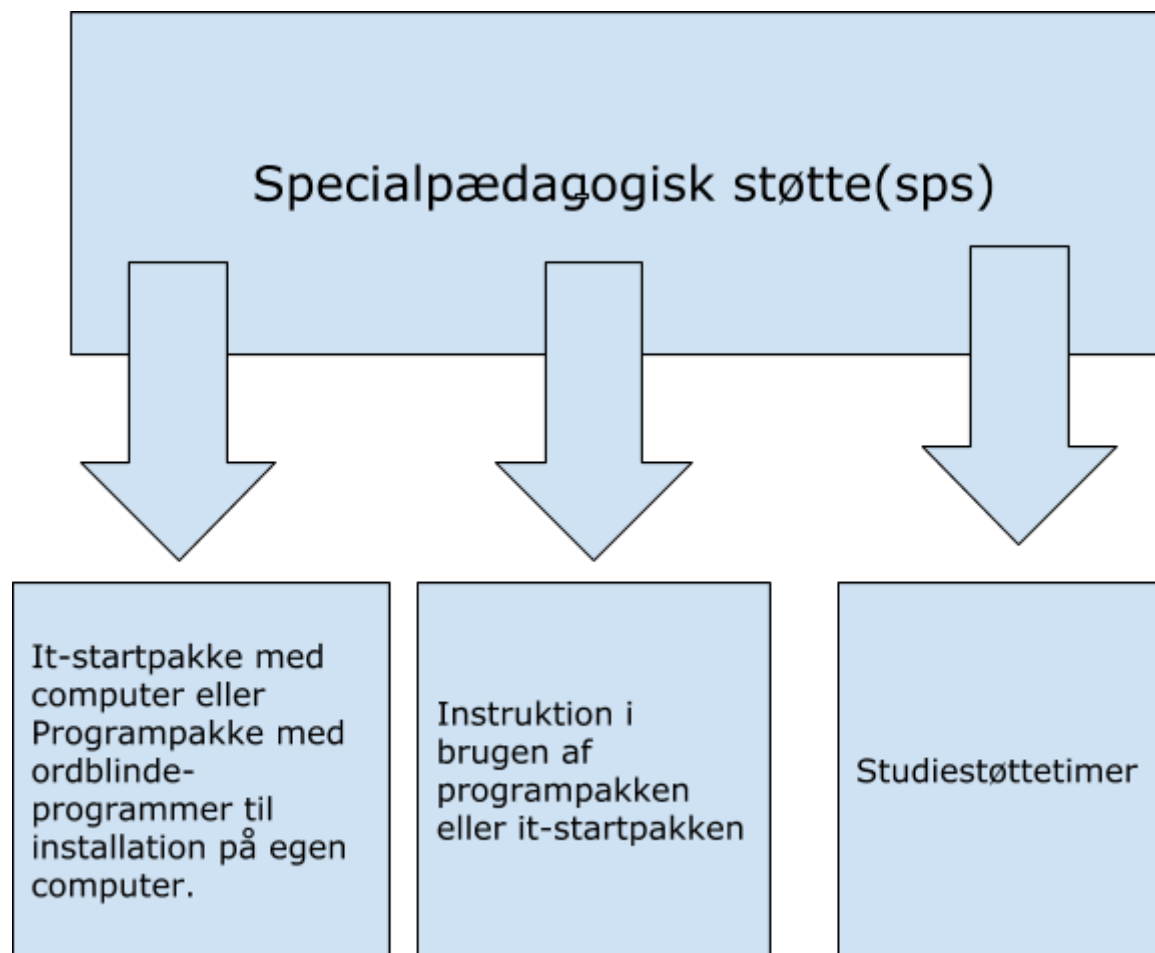 Specialpædagogisk støtte(sps)
It-startpakke med
computer eller
Programpakke med
ordblinde-
programmer til
installation på egen
computer.
Instruktion i
brugen af
programpakken
eller it-startpakken
Studiestøttetimer